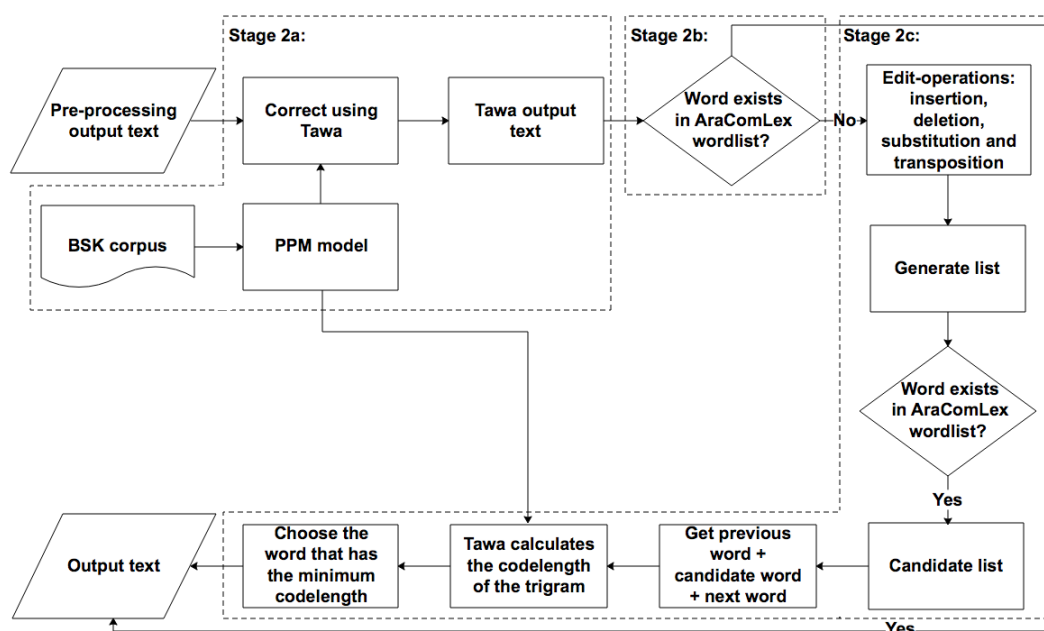 Stage 2a:
Stage 2b:
Stage 2c:
Pre-processing
output text
Correct using
Tawa
Tawa output
text
Word exists
in AraComLex
wordlist?
No
Edit-operations:
insertion,
deletion,
substitution and
transposition
BSK corpus
PPM model
Generate list
Word exists
in AraComLex
wordlist?
Yes
Candidate list
Get previous
word +
candidate word
+ next word
Tawa calculates
the codelength
of the trigram
Choose the
word that has
the minimum
codelength
Output text
Yes